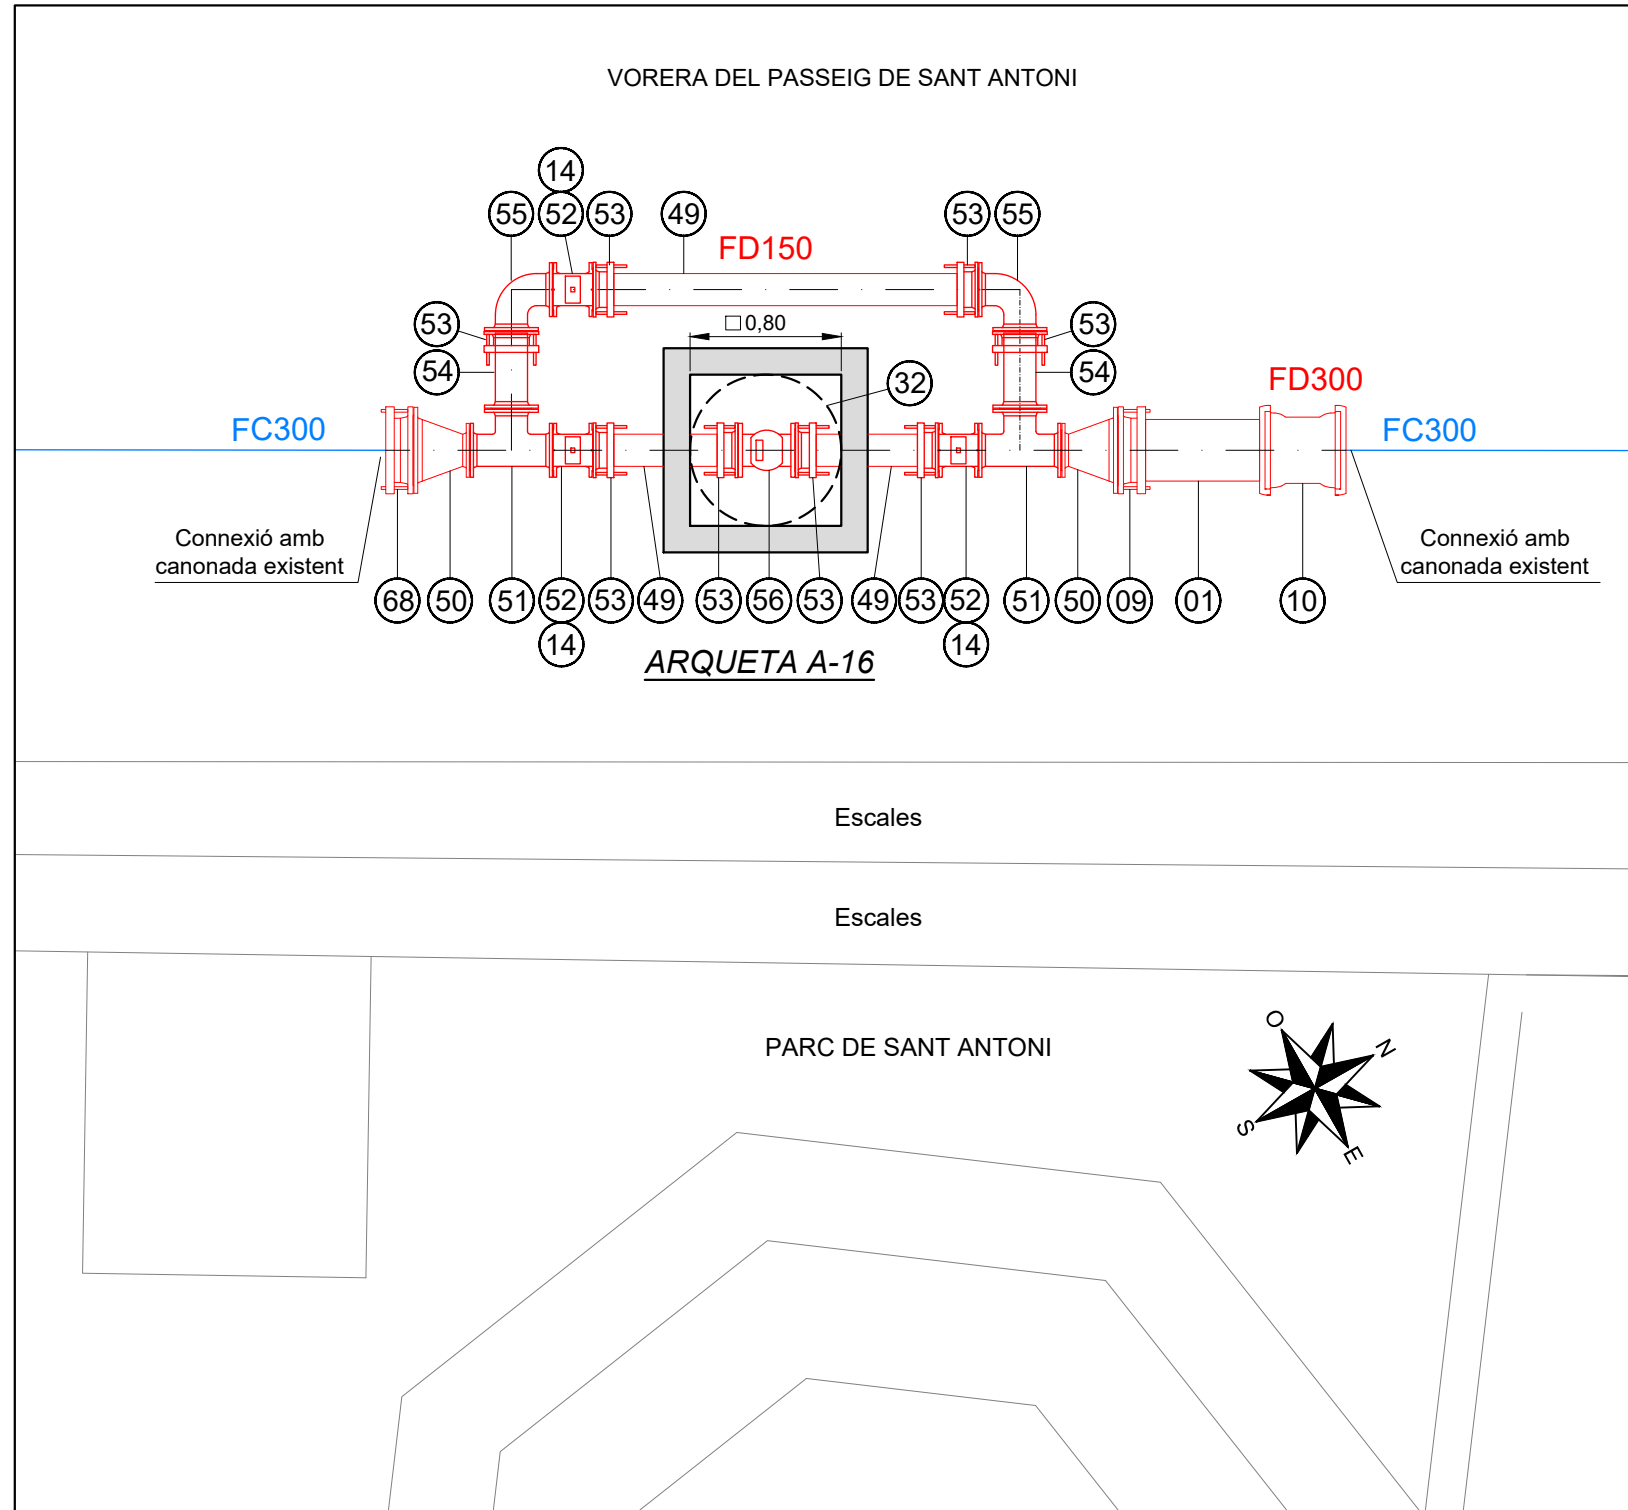 VORERA DEL PASSEIG DE SANT ANTONI
14
55
52
53
49
53
55
FD150
53
□ 0,80
53
54
32
54
FD300
FC300
FC300
Connexió amb
canonada existent
Connexió amb
canonada existent
68
50
51
52
53
49
53
56
53
49
53
52
51
50
09
01
10
14
14
ARQUETA A-16
Escales
Escales
PARC DE SANT ANTONI
O
N
S
E